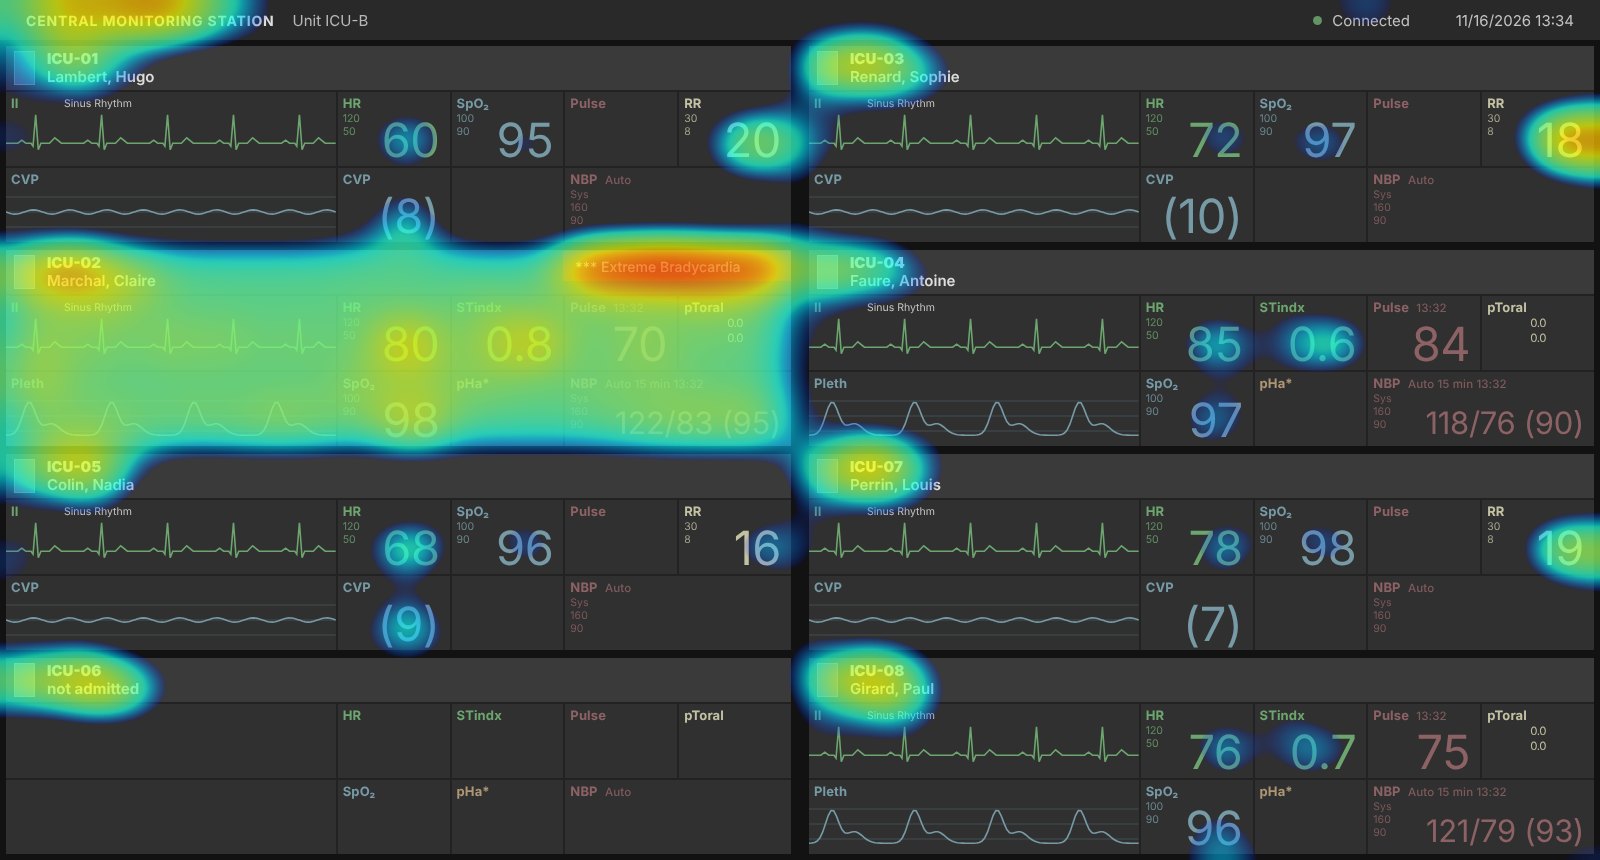 CENTRAL MONITORING STATION Unit ICU-B Connected 11/16/2026 13:34
ICU-01
Lambert, Hugo
II Sinus Rhythm HR SpO₂ Pulse RR
120 100 30
50 90 8
60 95 20
CVP CVP NBP Auto
Sys
160
90
(8)
ICU-03
Renard, Sophie
II Sinus Rhythm HR SpO₂ Pulse RR
120 100 30
50 90 8
72 97 18
CVP CVP NBP Auto
Sys
160
90
(10)
ICU-02
Marchal, Claire
*** Extreme Bradycardia
II Sinus Rhythm HR STindx Pulse 13:32 pToral
120 0.0
50 0.0
80 0.8 70
Pleth SpO₂ pHa* NBP Auto 15 min 13:32
100 Sys
90 160
90
98 122/83 (95)
ICU-04
Faure, Antoine
II Sinus Rhythm HR STindx Pulse 13:32 pToral
120 0.0
50 0.0
85 0.6 84
Pleth SpO₂ pHa* NBP Auto 15 min 13:32
100 Sys
90 160
90
97 118/76 (90)
ICU-05
Colin, Nadia
II Sinus Rhythm HR SpO₂ Pulse RR
120 100 30
50 90 8
68 96 16
CVP CVP NBP Auto
Sys
160
90
(9)
ICU-07
Perrin, Louis
II Sinus Rhythm HR SpO₂ Pulse RR
120 100 30
50 90 8
78 98 19
CVP CVP NBP Auto
Sys
160
90
(7)
ICU-06
not admitted
HR STindx Pulse pToral
SpO₂ pHa* NBP Auto
ICU-08
Girard, Paul
II Sinus Rhythm HR STindx Pulse 13:32 pToral
120 0.0
50 0.0
76 0.7 75
Pleth SpO₂ pHa* NBP Auto 15 min 13:32
100 Sys
90 160
90
96 121/79 (93)